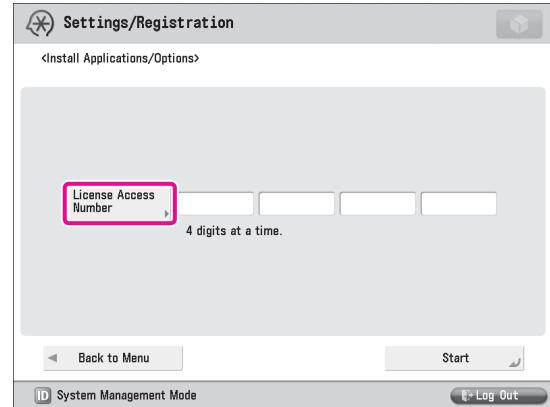 Settings/Registration
<Install Applications/Options>
License Access
Number
4 digits at a time.
Back to Menu
Start
ID System Management Mode
Log Out